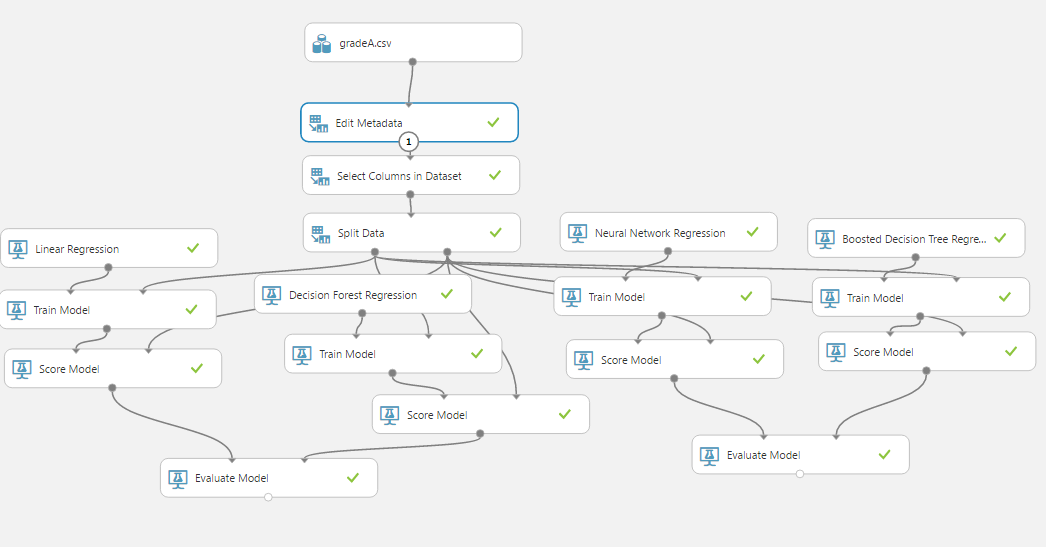 gradeA.csv
Edit Metadata
1
Select Columns in Dataset
Split Data
Linear Regression
Neural Network Regression
Boosted Decision Tree Regre...
Train Model
Decision Forest Regression
Train Model
Train Model
Score Model
Train Model
Score Model
Score Model
Score Model
Evaluate Model
Evaluate Model